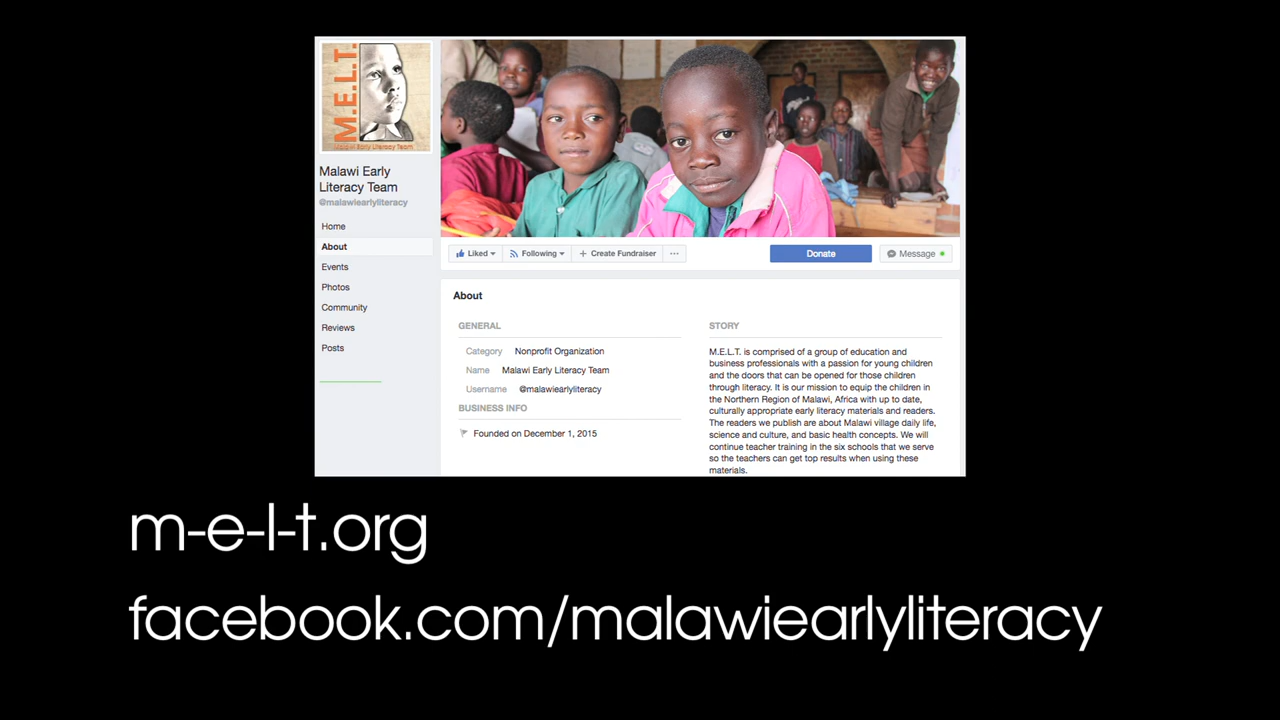 M.E.L.T.
Malawi Early Literacy Team
Malawi Early
Literacy Team
@malawiearlyliteracy
Home
About
Events
Photos
Community
Reviews
Posts
Liked
Following
+ Create Fundraiser
...
Donate
Message
About
GENERAL
Category Nonprofit Organization
Name Malawi Early Literacy Team
Username @malawiearlyliteracy
BUSINESS INFO
Founded on December 1, 2015
STORY
M.E.L.T. is comprised of a group of education and
business professionals with a passion for young children
and the doors that can be opened for those children
through literacy. It is our mission to equip the children in
the Northern Region of Malawi, Africa with up to date,
culturally appropriate early literacy materials and readers.
The readers we publish are about Malawi village daily life,
science and culture, and basic health concepts. We will
continue teacher training in the six schools that we serve
so the teachers can get top results when using these
materials.
m-e-l-t.org
facebook.com/malawiearlyliteracy